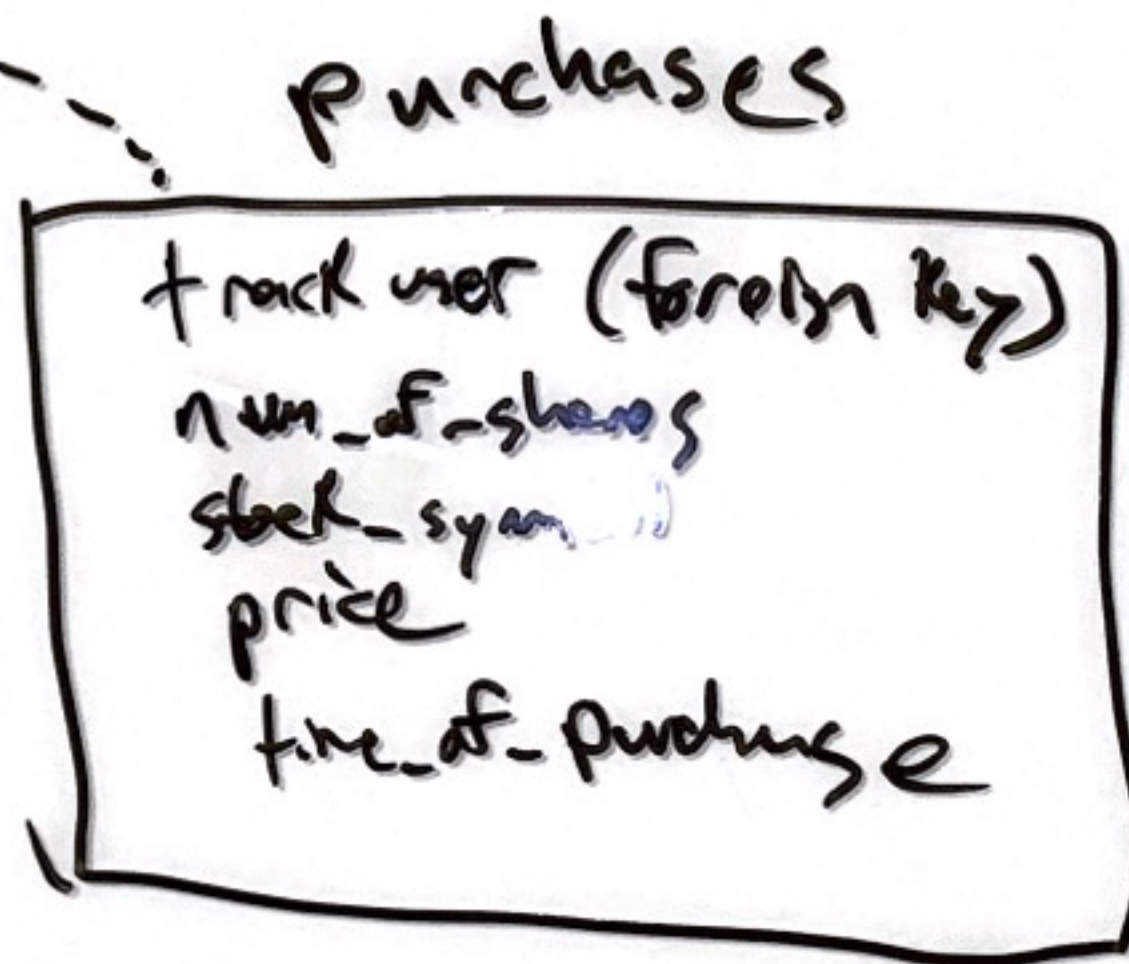 purchases
track user (foreign key)
num_of_shares
stock_sym
price
time_of_purchase